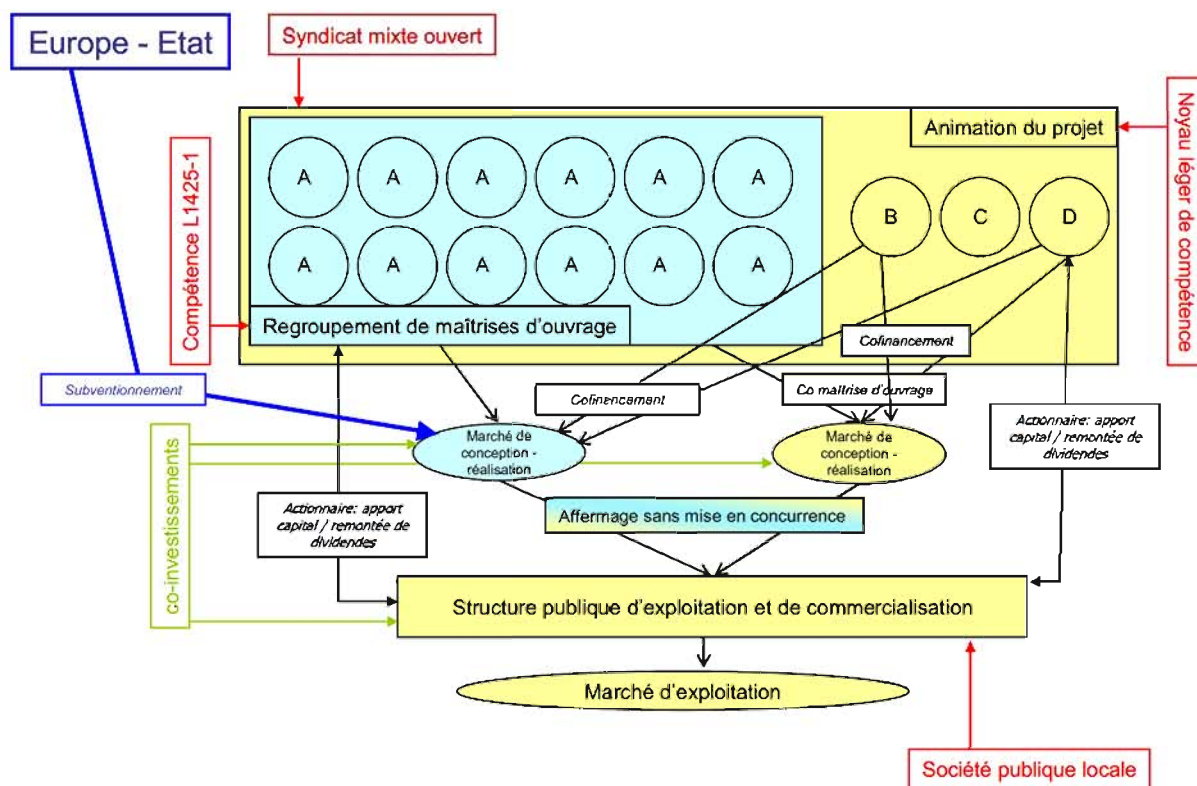 Europe - Etat
Syndicat mixte ouvert
Animation du projet
Noyau léger de compétence
Compétence L1425-1
A A A A A A
B C D
A A A A A A
Regroupement de maîtrises d'ouvrage
Cofinancement
Subventionnement
Cofinancement
Co maîtrise d'ouvrage
Actionnaire: apport
capital / remontée de
dividendes
Marché de
conception -
réalisation
Marché de
conception -
réalisation
co-investissements
Actionnaire: apport
capital / remontée de
dividendes
Affermage sans mise en concurrence
Structure publique d'exploitation et de commercialisation
Marché d'exploitation
Société publique locale